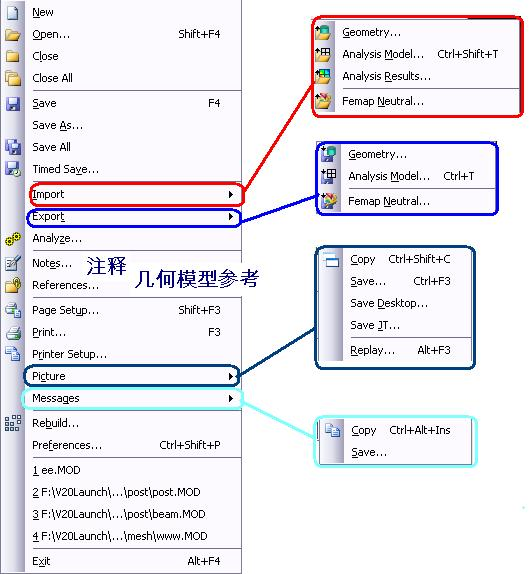 New
Open... Shift+F4
Close
Close All
Save F4
Save As...
Save All
Timed Save...
Import
Export
Analyze...
Notes... 注释
References... 几何模型参考
Page Setup... Shift+F3
Print... F3
Printer Setup...
Picture
Messages
Rebuild...
Preferences... Ctrl+Shift+P
1 ee.MOD
2 F:\V20Launch\...\post\post.MOD
3 F:\V20Launch\...\post\beam.MOD
4 F:\V20Launch\...\mesh\www.MOD
Exit Alt+F4
Geometry...
Analysis Model... Ctrl+Shift+T
Analysis Results...
Femap Neutral...
Geometry...
Analysis Model... Ctrl+T
Femap Neutral...
Copy Ctrl+Shift+C
Save... Ctrl+F3
Save Desktop...
Save JT...
Replay... Alt+F3
Copy Ctrl+Alt+Ins
Save...